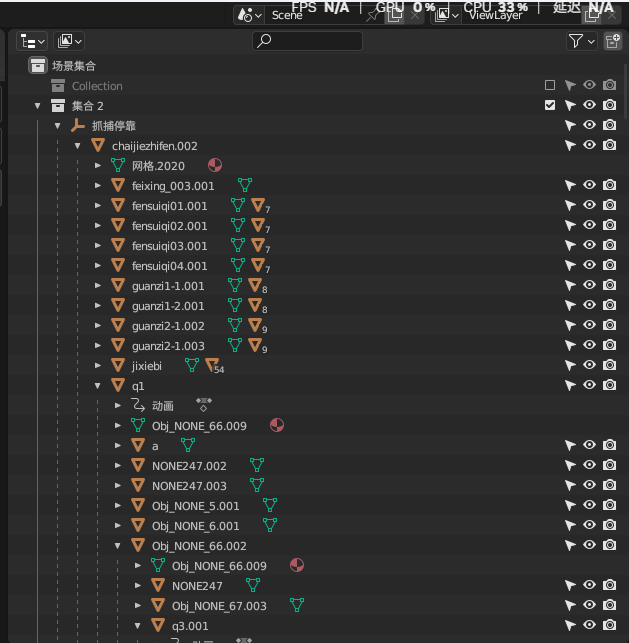 FPS N/A | GPU 0 % | CPU 33 % | 延迟 N/A
Scene
ViewLayer
场景集合
Collection
集合 2
抓捕停靠
chaijiezhifen.002
网格.2020
feixing_003.001
fensuiqi01.001 7
fensuiqi02.001 7
fensuiqi03.001 7
fensuiqi04.001 7
guanzi1-1.001 8
guanzi1-2.001 8
guanzi2-1.002 9
guanzi2-1.003 9
jixiebi 54
q1
动画
Obj_NONE_66.009
a
NONE247.002
NONE247.003
Obj_NONE_5.001
Obj_NONE_6.001
Obj_NONE_66.002
Obj_NONE_66.009
NONE247
Obj_NONE_67.003
q3.001